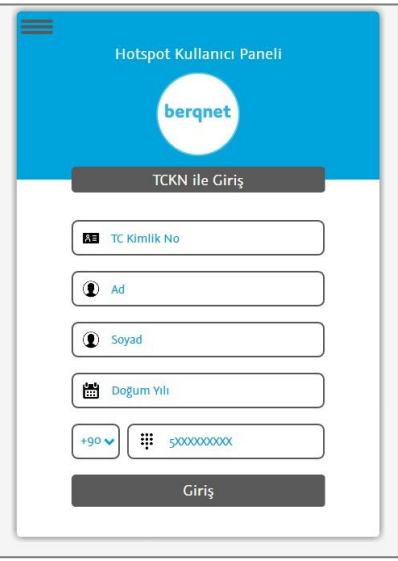 Hotspot Kullanıcı Paneli
berqnet
TCKN ile Giriş
TC Kimlik No
Ad
Soyad
Doğum Yılı
+90 5XXXXXXXXX
Giriş